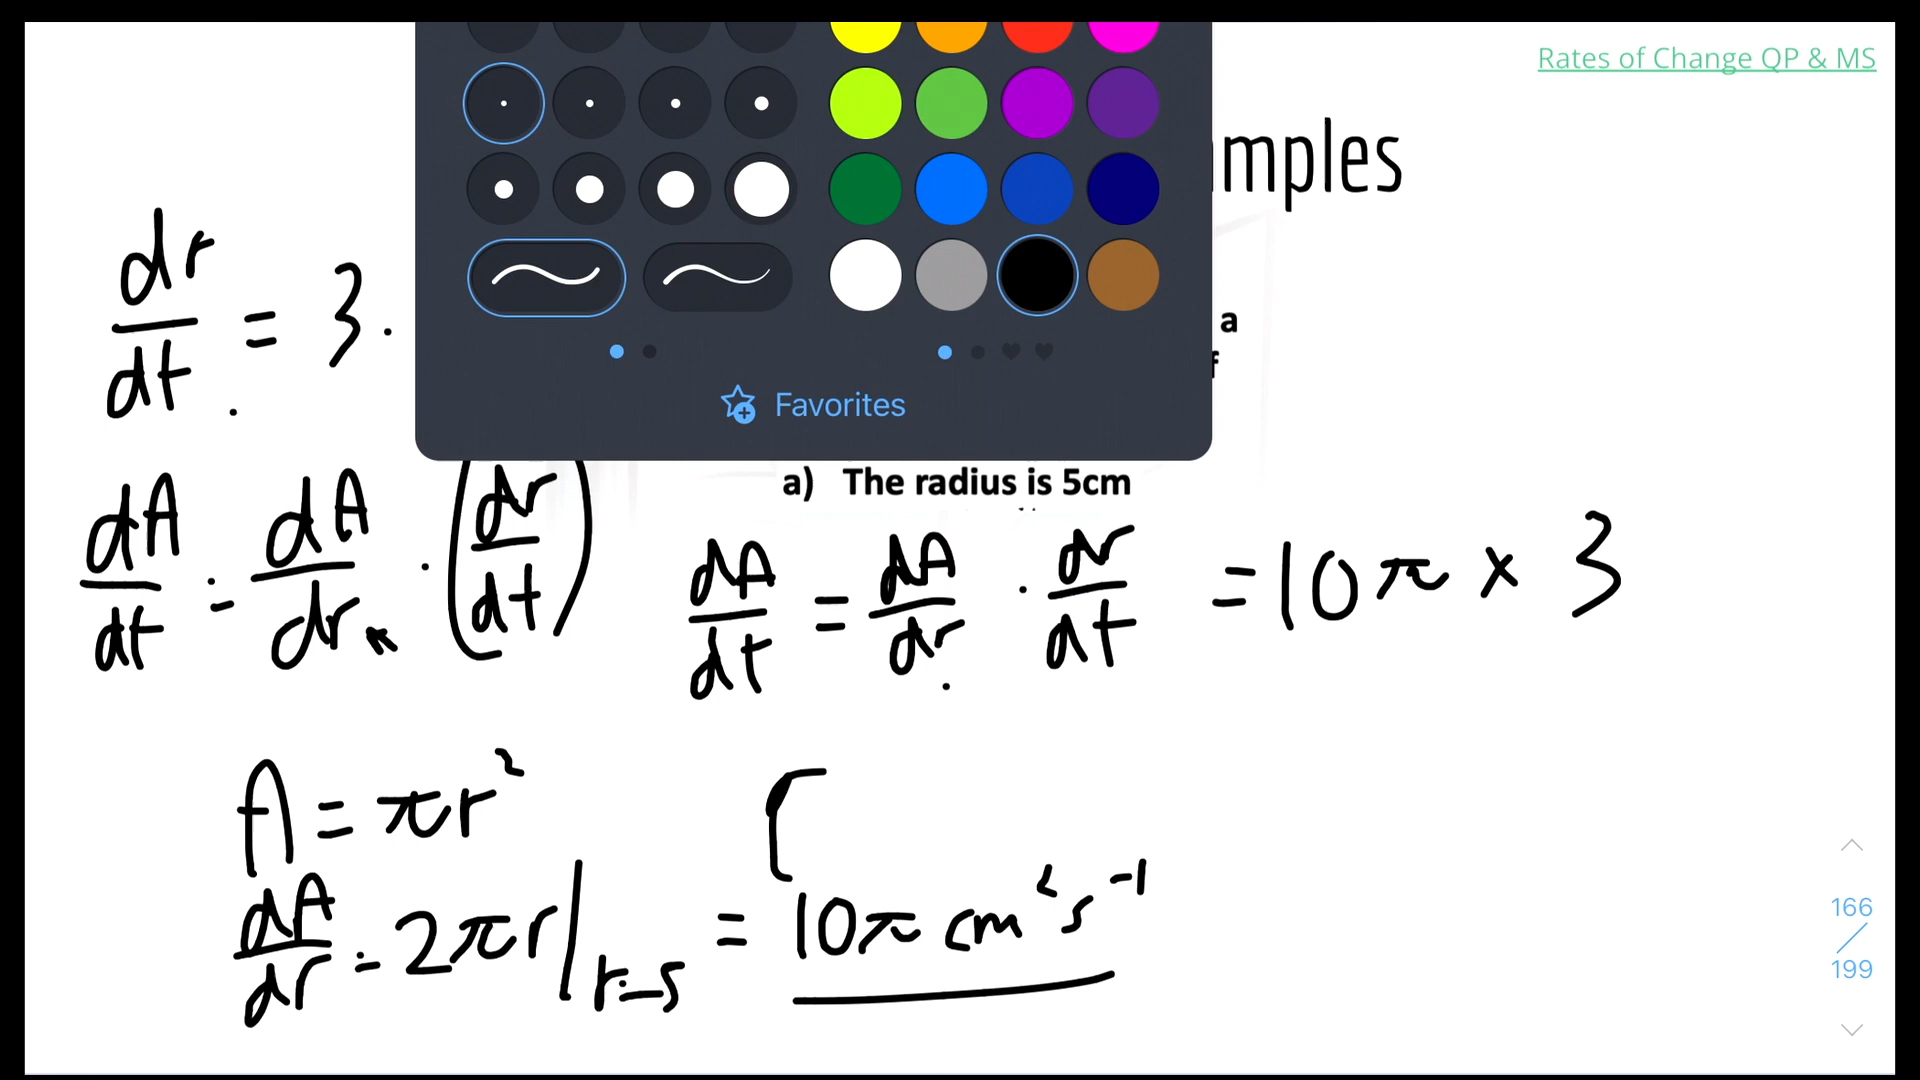 Rates of Change QP & MS
mples
dr/dt = 3.
a
f
Favorites
a) The radius is 5cm
dA/dt = dA/dr · (dr/dt)
dA/dt = dA/dr · dr/dt = 10π × 3
A = πr²
dA/dr = 2πr|r=5 = 10π cm²s⁻¹
166
199